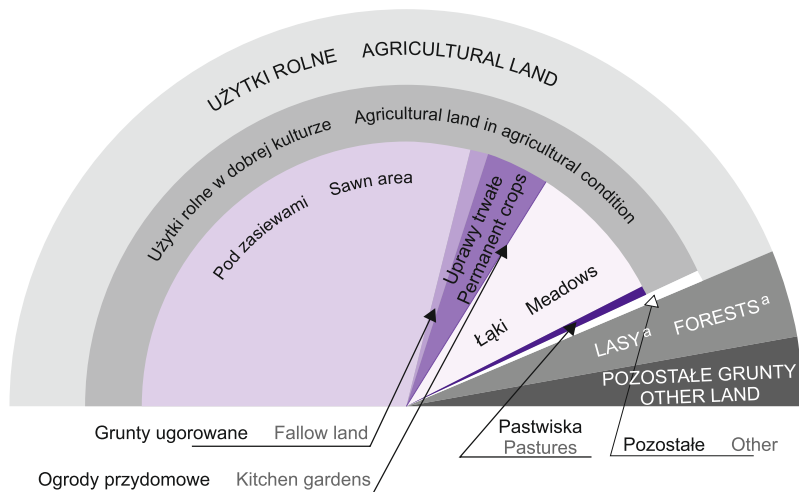 UŻYTKI ROLNE AGRICULTURAL LAND
Użytki rolne w dobrej kulturze Agricultural land in agricultural condition
Pod zasiewami Sawn area
Uprawy trwałe
Permanent crops
Łąki Meadows
LASY a FORESTS a
POZOSTAŁE GRUNTY
OTHER LAND
Grunty ugorowane Fallow land
Ogrody przydomowe Kitchen gardens
Pastwiska
Pastures
Pozostałe Other